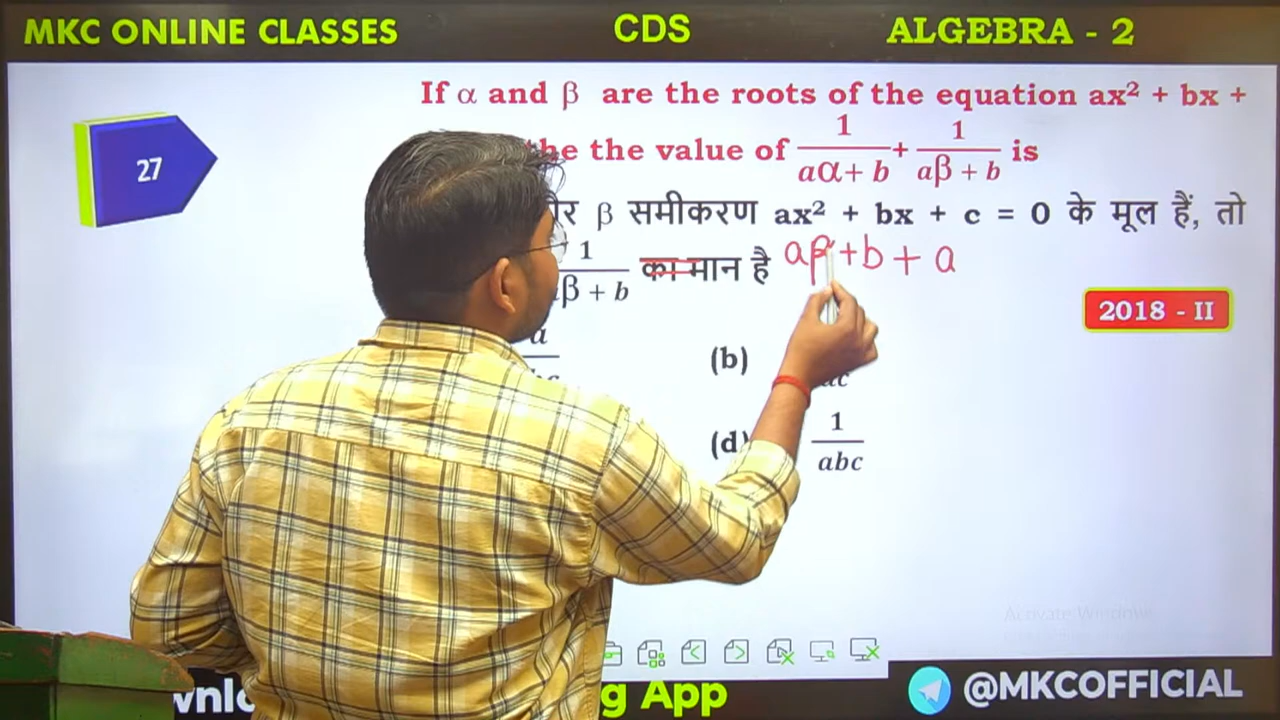 MKC ONLINE CLASSES CDS ALGEBRA - 2
27
If α and β are the roots of the equation ax² + bx +
the value of 1/(aα + b) + 1/(aβ + b) is
β समीकरण ax² + bx + c = 0 के मूल हैं, तो
1/(β + b) का मान है aβ + b + a
2018 - II
(b)
(d) 1/abc
Activate Windows
g App @MKCOFFICIAL